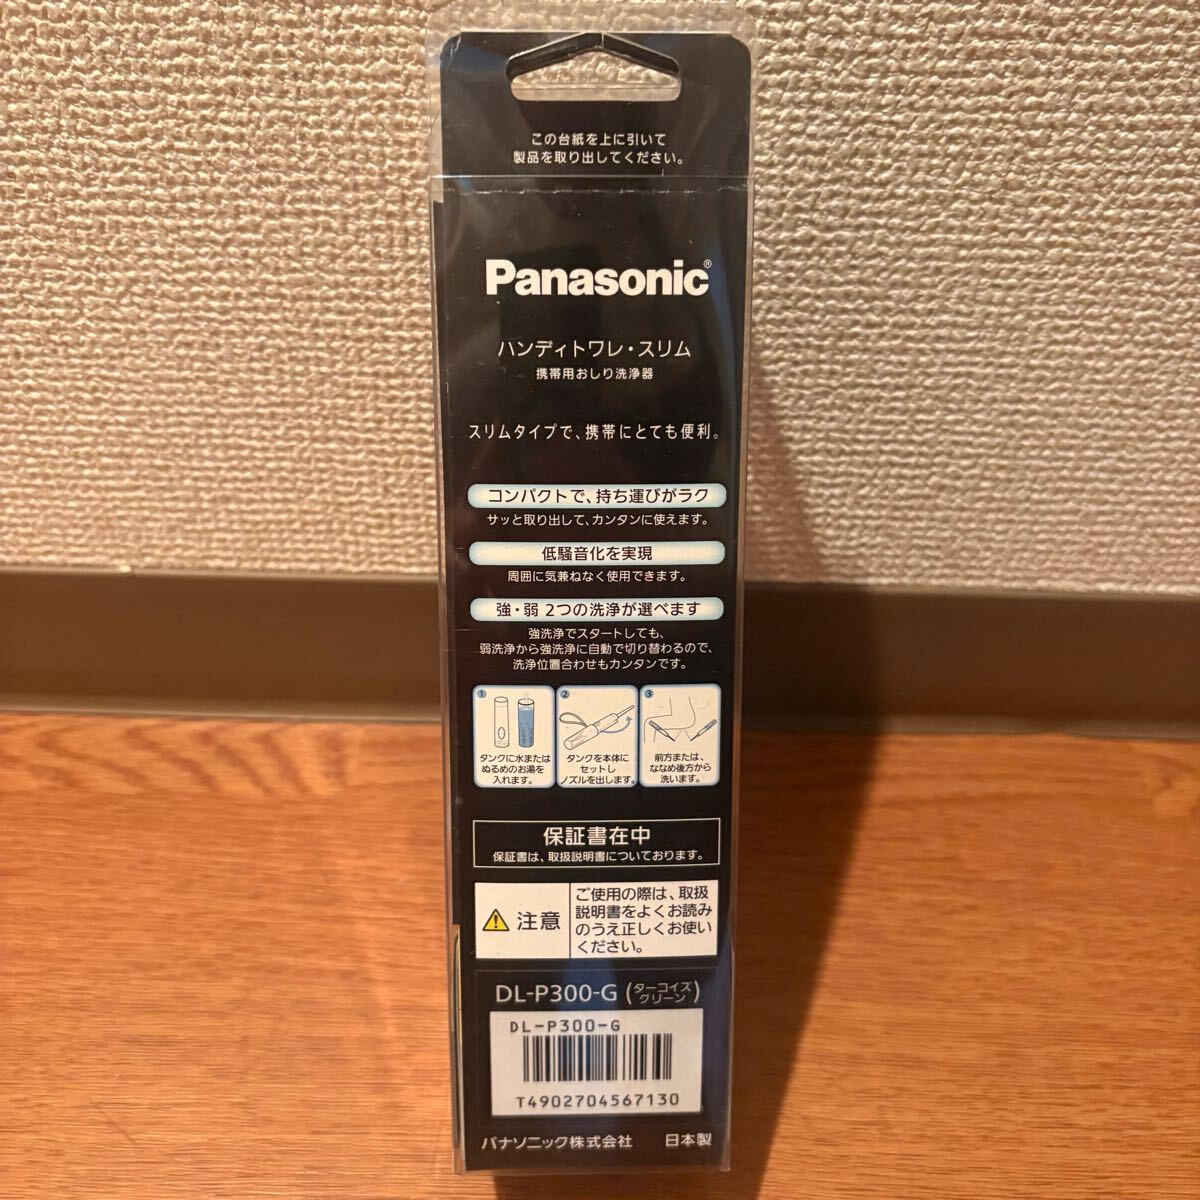 この台紙を上に引いて
製品を取り出してください。
Panasonic®
ハンディトワレ・スリム
携帯用おしり洗浄器
スリムタイプで、携帯にとても便利。
コンパクトで、持ち運びがラク
サッと取り出して、カンタンに使えます。
低騒音化を実現
周囲に気兼ねなく使用できます。
強・弱 2つの洗浄が選べます
強洗浄でスタートしても、
弱洗浄から強洗浄に自動で切り替わるので、
洗浄位置合わせもカンタンです。
1
タンクに水または
ぬるめのお湯を
入れます。
2
タンクを本体に
セットし
ノズルを出します。
3
前方または、
ななめ後方から
洗います。
保証書在中
保証書は、取扱説明書についております。
注意
ご使用の際は、取扱
説明書をよくお読み
のうえ正しくお使い
ください。
DL-P300-G (ターコイズグリーン)
DL-P300-G
T4902704567130
パナソニック株式会社 日本製